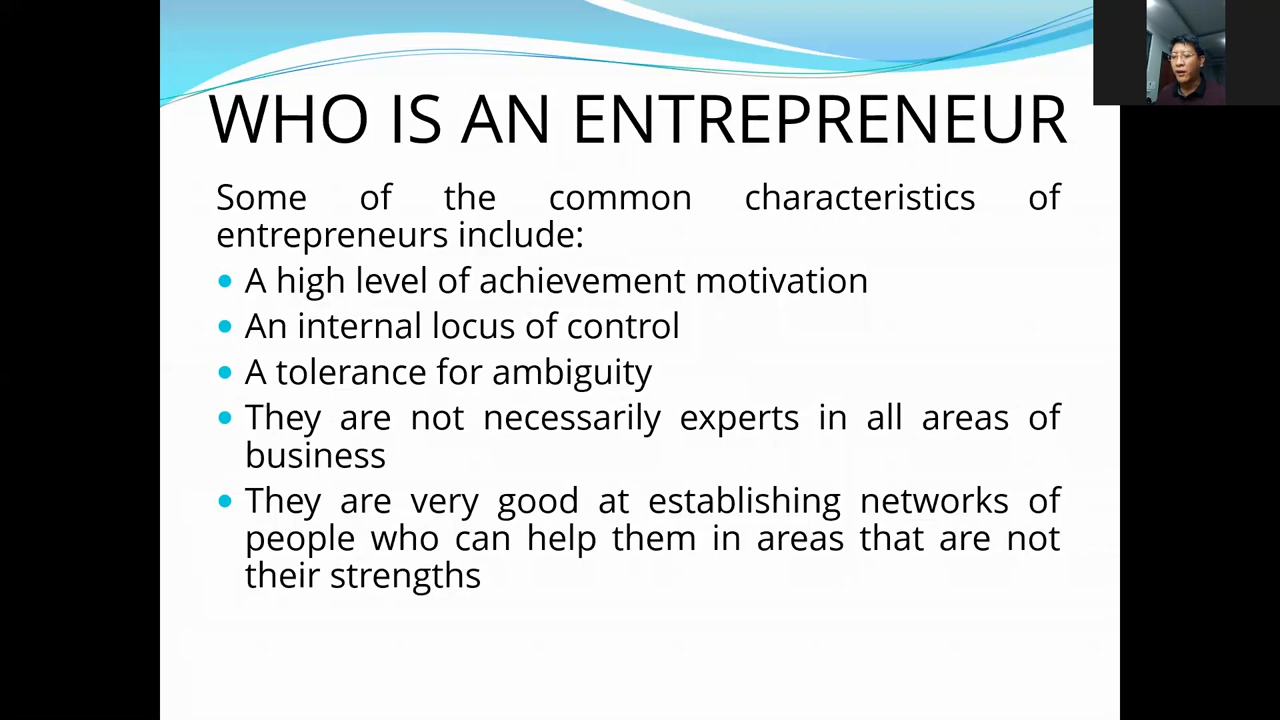 WHO IS AN ENTREPRENEUR
Some of the common characteristics of
entrepreneurs include:
• A high level of achievement motivation
• An internal locus of control
• A tolerance for ambiguity
• They are not necessarily experts in all areas of
business
• They are very good at establishing networks of
people who can help them in areas that are not
their strengths